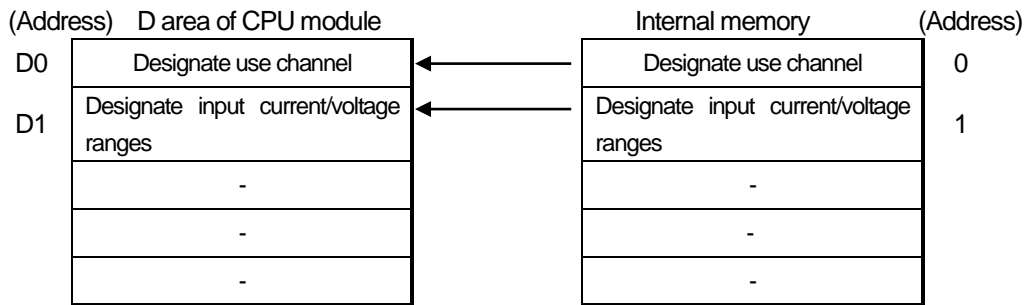 (Address) D area of CPU module Internal memory (Address)
D0 Designate use channel Designate use channel 0
D1 Designate input current/voltage ranges Designate input current/voltage ranges 1
- -
- -
- -